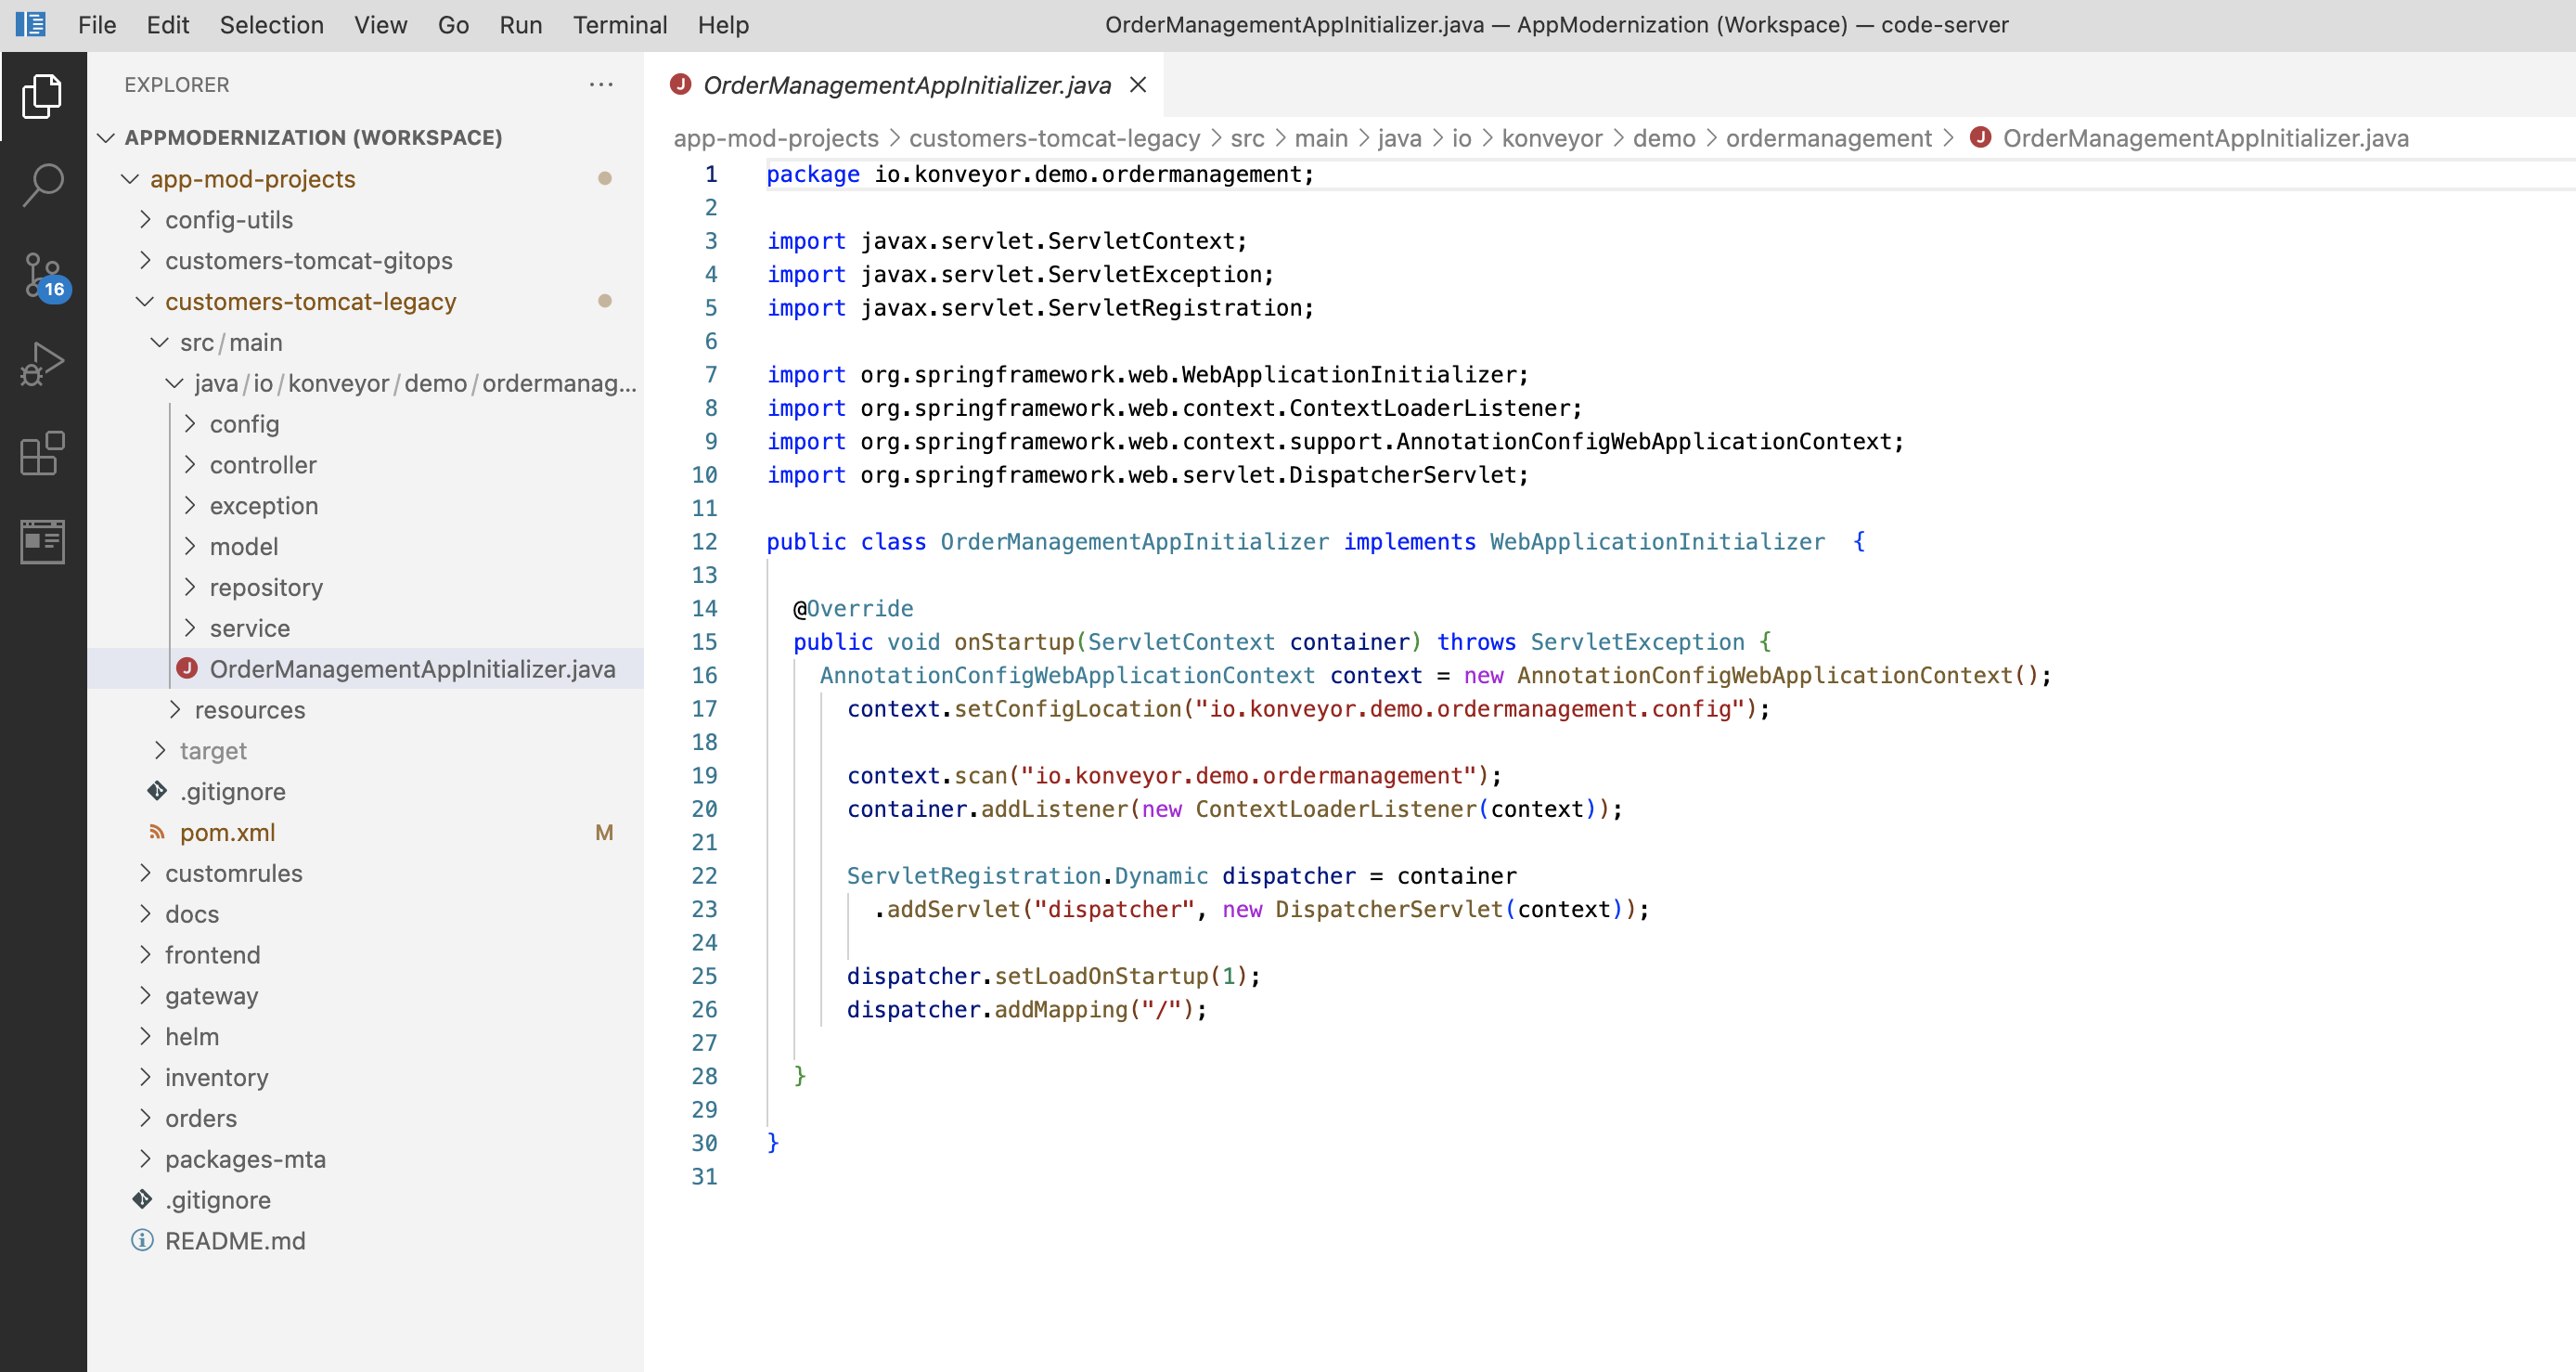 File Edit Selection View Go Run Terminal Help
OrderManagementAppInitializer.java — AppModernization (Workspace) — code-server
EXPLORER
APPMODERNIZATION (WORKSPACE)
app-mod-projects
config-utils
customers-tomcat-gitops
16
customers-tomcat-legacy
src/main
java/io/konveyor/demo/ordermanag...
config
controller
exception
model
repository
service
OrderManagementAppInitializer.java
resources
target
.gitignore
pom.xml M
customrules
docs
frontend
gateway
helm
inventory
orders
packages-mta
.gitignore
README.md
OrderManagementAppInitializer.java
app-mod-projects > customers-tomcat-legacy > src > main > java > io > konveyor > demo > ordermanagement > OrderManagementAppInitializer.java
1 package io.konveyor.demo.ordermanagement;
2
3 import javax.servlet.ServletContext;
4 import javax.servlet.ServletException;
5 import javax.servlet.ServletRegistration;
6
7 import org.springframework.web.WebApplicationInitializer;
8 import org.springframework.web.context.ContextLoaderListener;
9 import org.springframework.web.context.support.AnnotationConfigWebApplicationContext;
10 import org.springframework.web.servlet.DispatcherServlet;
11
12 public class OrderManagementAppInitializer implements WebApplicationInitializer  {
13
14   @Override
15   public void onStartup(ServletContext container) throws ServletException {
16     AnnotationConfigWebApplicationContext context = new AnnotationConfigWebApplicationContext();
17       context.setConfigLocation("io.konveyor.demo.ordermanagement.config");
18
19       context.scan("io.konveyor.demo.ordermanagement");
20       container.addListener(new ContextLoaderListener(context));
21
22       ServletRegistration.Dynamic dispatcher = container
23         .addServlet("dispatcher", new DispatcherServlet(context));
24
25       dispatcher.setLoadOnStartup(1);
26       dispatcher.addMapping("/");
27
28   }
29
30 }
31